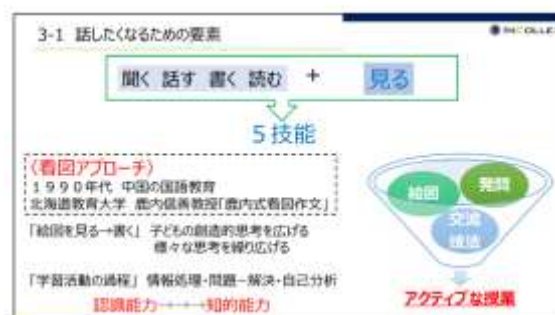 3-1 話したくなるための要素
聞く 話す 書く 読む + 見る
5技能
〈看図アプローチ〉
1990年代 中国の国語教育
北海道教育大学 鹿内信善教授「鹿内式看図作文」
「絵図を見る→書く」 子どもの創造的思考を広げる
様々な思考を繰り広げる
「学習活動の過程」 情報処理・問題－解決・自己分析
認識能力→→→知的能力
絵図
発問
交流
アクティブな授業